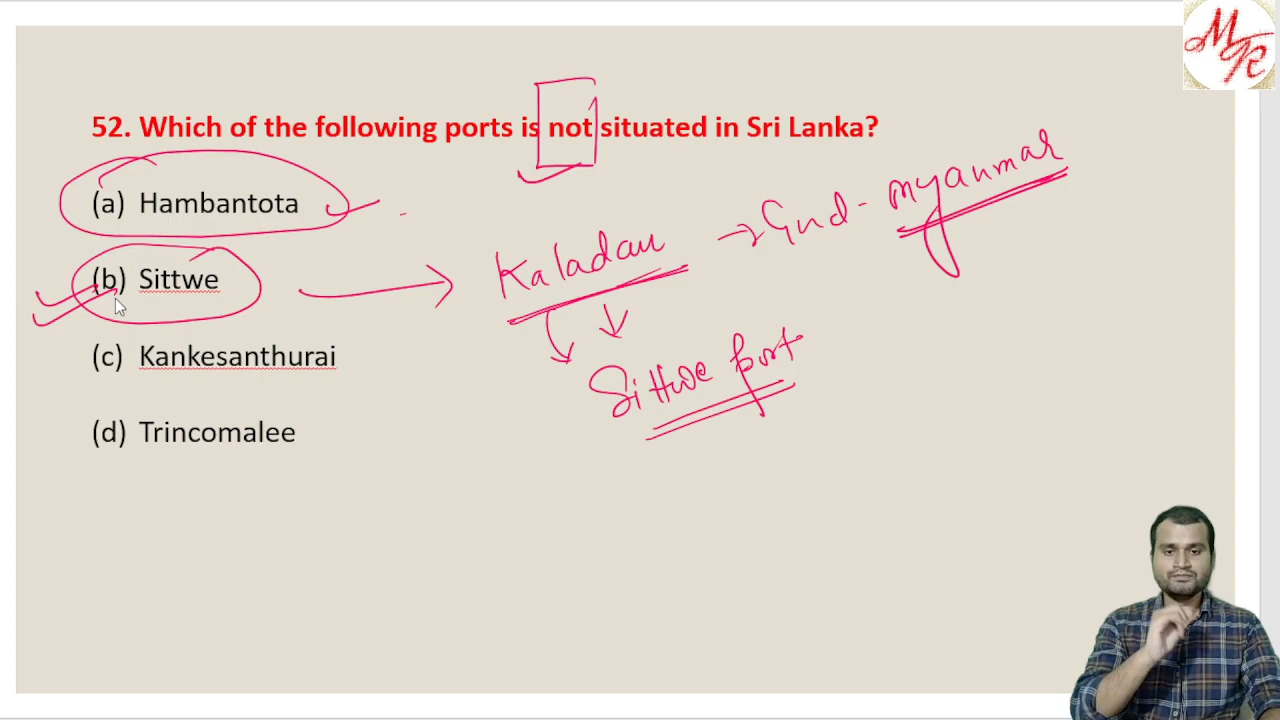 MR
52. Which of the following ports is not situated in Sri Lanka?
(a) Hambantota
(b) Sittwe
(c) Kankesanthurai
(d) Trincomalee
Kaladan → Ind - myanmar
Sittwe port